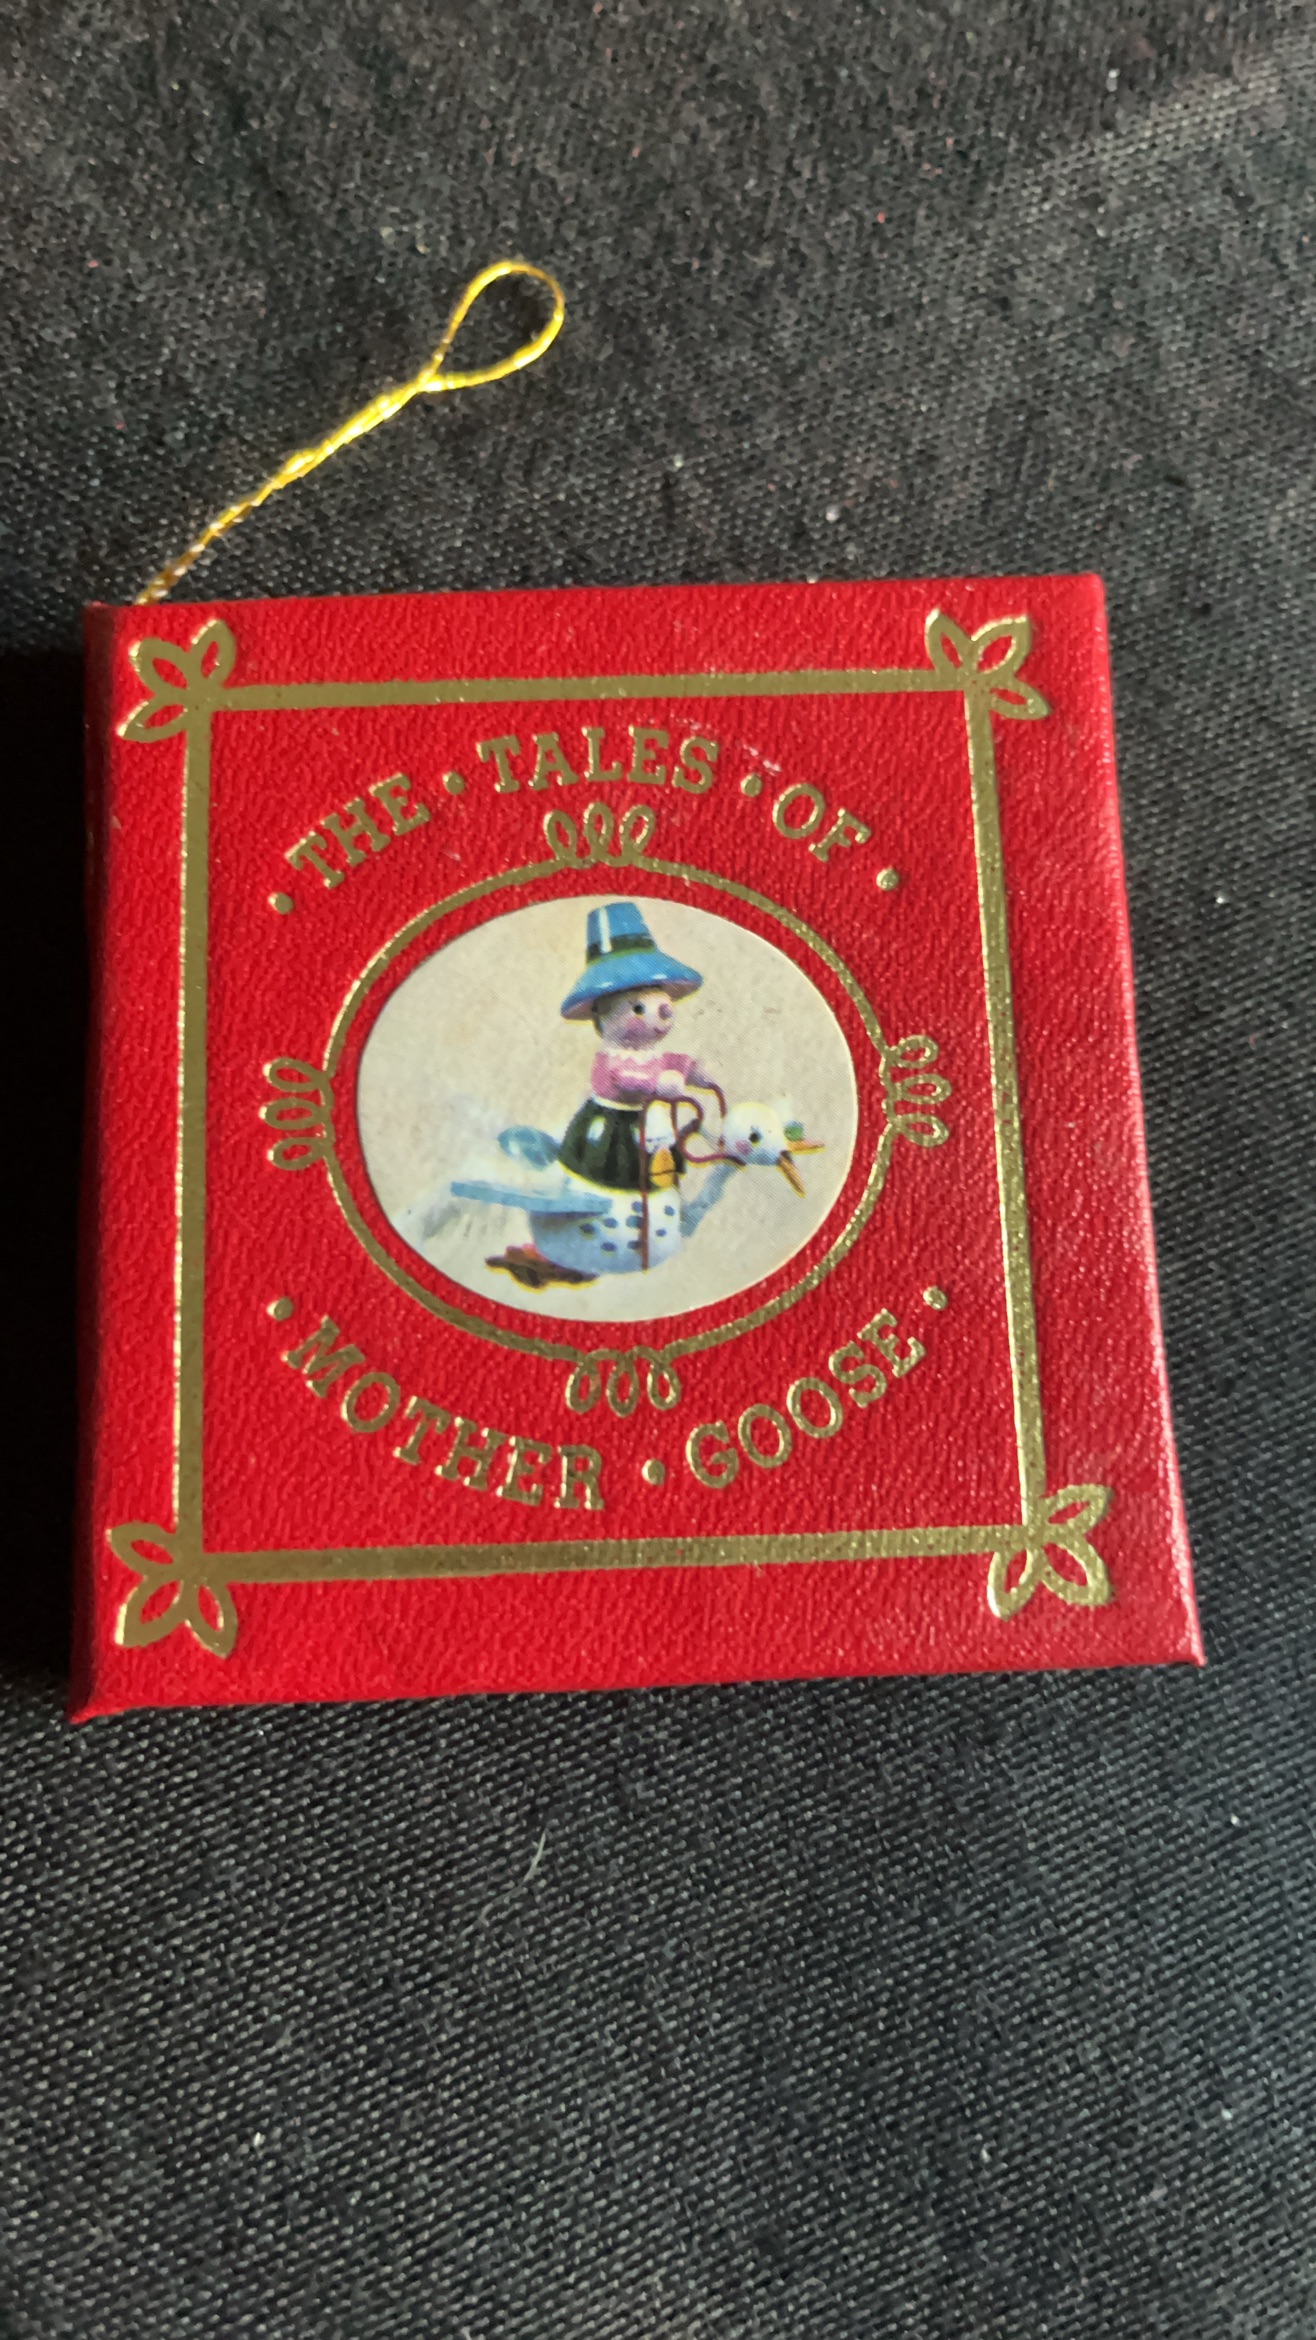 · THE · TALES · OF ·
· MOTHER · GOOSE ·